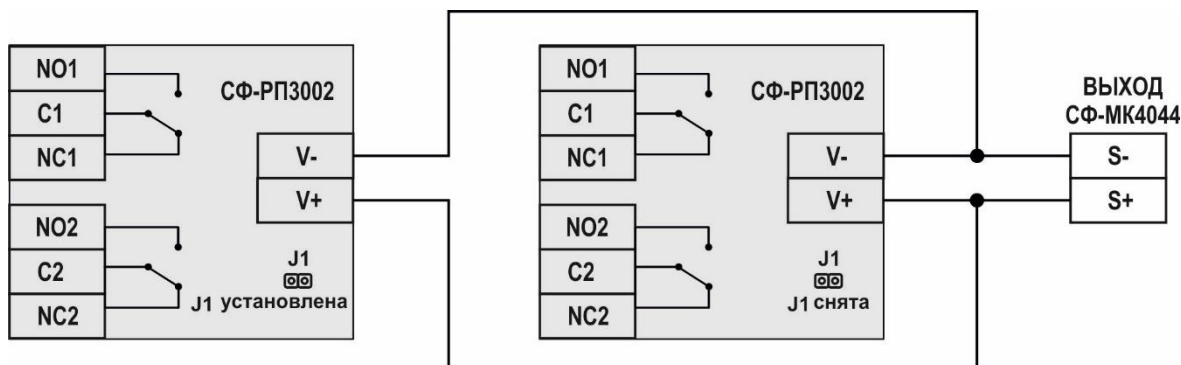 NO1
C1
NC1
СФ-РП3002
V-
V+
NO2
C2
NC2
J1
J1 установлена
NO1
C1
NC1
СФ-РП3002
V-
V+
NO2
C2
NC2
J1
J1 снята
ВЫХОД
СФ-МК4044
S-
S+